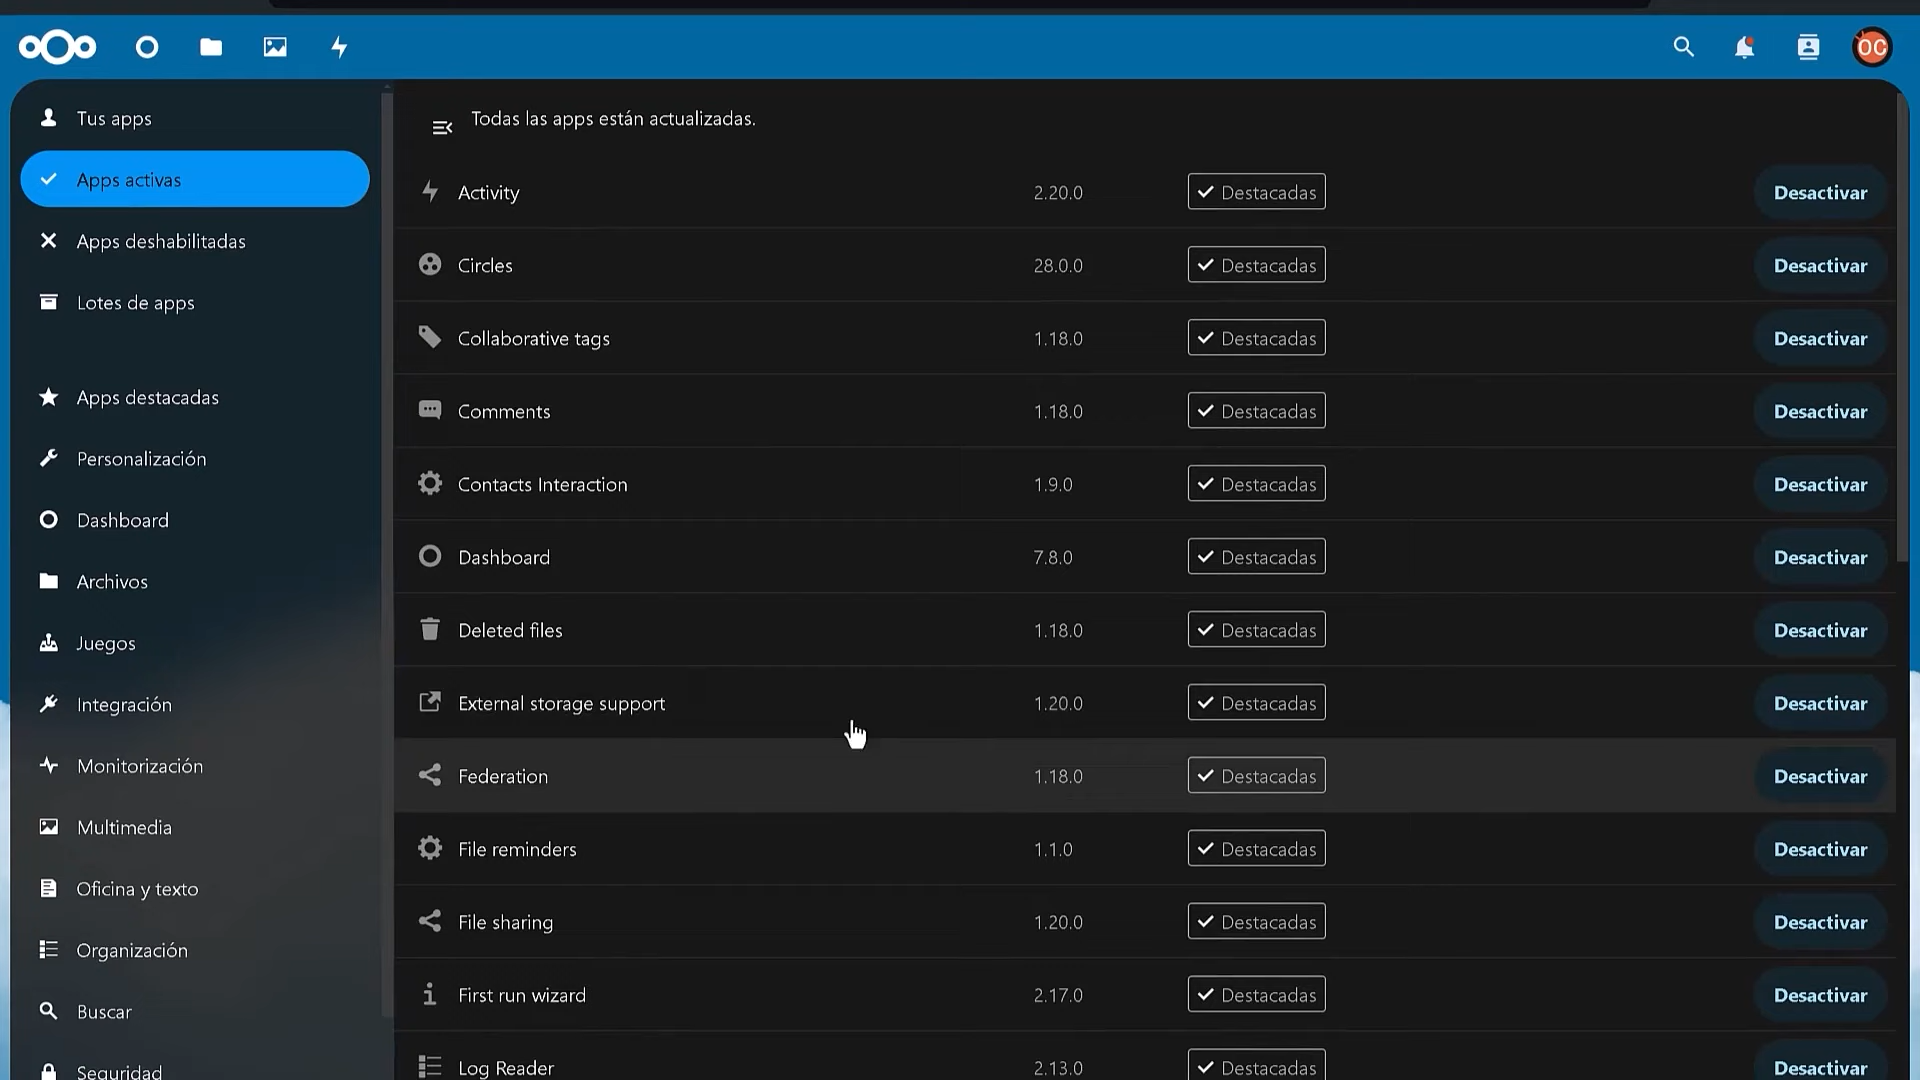 OC
Tus apps
Apps activas
Apps deshabilitadas
Lotes de apps
Apps destacadas
Personalización
Dashboard
Archivos
Juegos
Integración
Monitorización
Multimedia
Oficina y texto
Organización
Buscar
Seguridad
Todas las apps están actualizadas.
Activity 2.20.0 Destacadas Desactivar
Circles 28.0.0 Destacadas Desactivar
Collaborative tags 1.18.0 Destacadas Desactivar
Comments 1.18.0 Destacadas Desactivar
Contacts Interaction 1.9.0 Destacadas Desactivar
Dashboard 7.8.0 Destacadas Desactivar
Deleted files 1.18.0 Destacadas Desactivar
External storage support 1.20.0 Destacadas Desactivar
Federation 1.18.0 Destacadas Desactivar
File reminders 1.1.0 Destacadas Desactivar
File sharing 1.20.0 Destacadas Desactivar
First run wizard 2.17.0 Destacadas Desactivar
Log Reader 2.13.0 Destacadas Desactivar